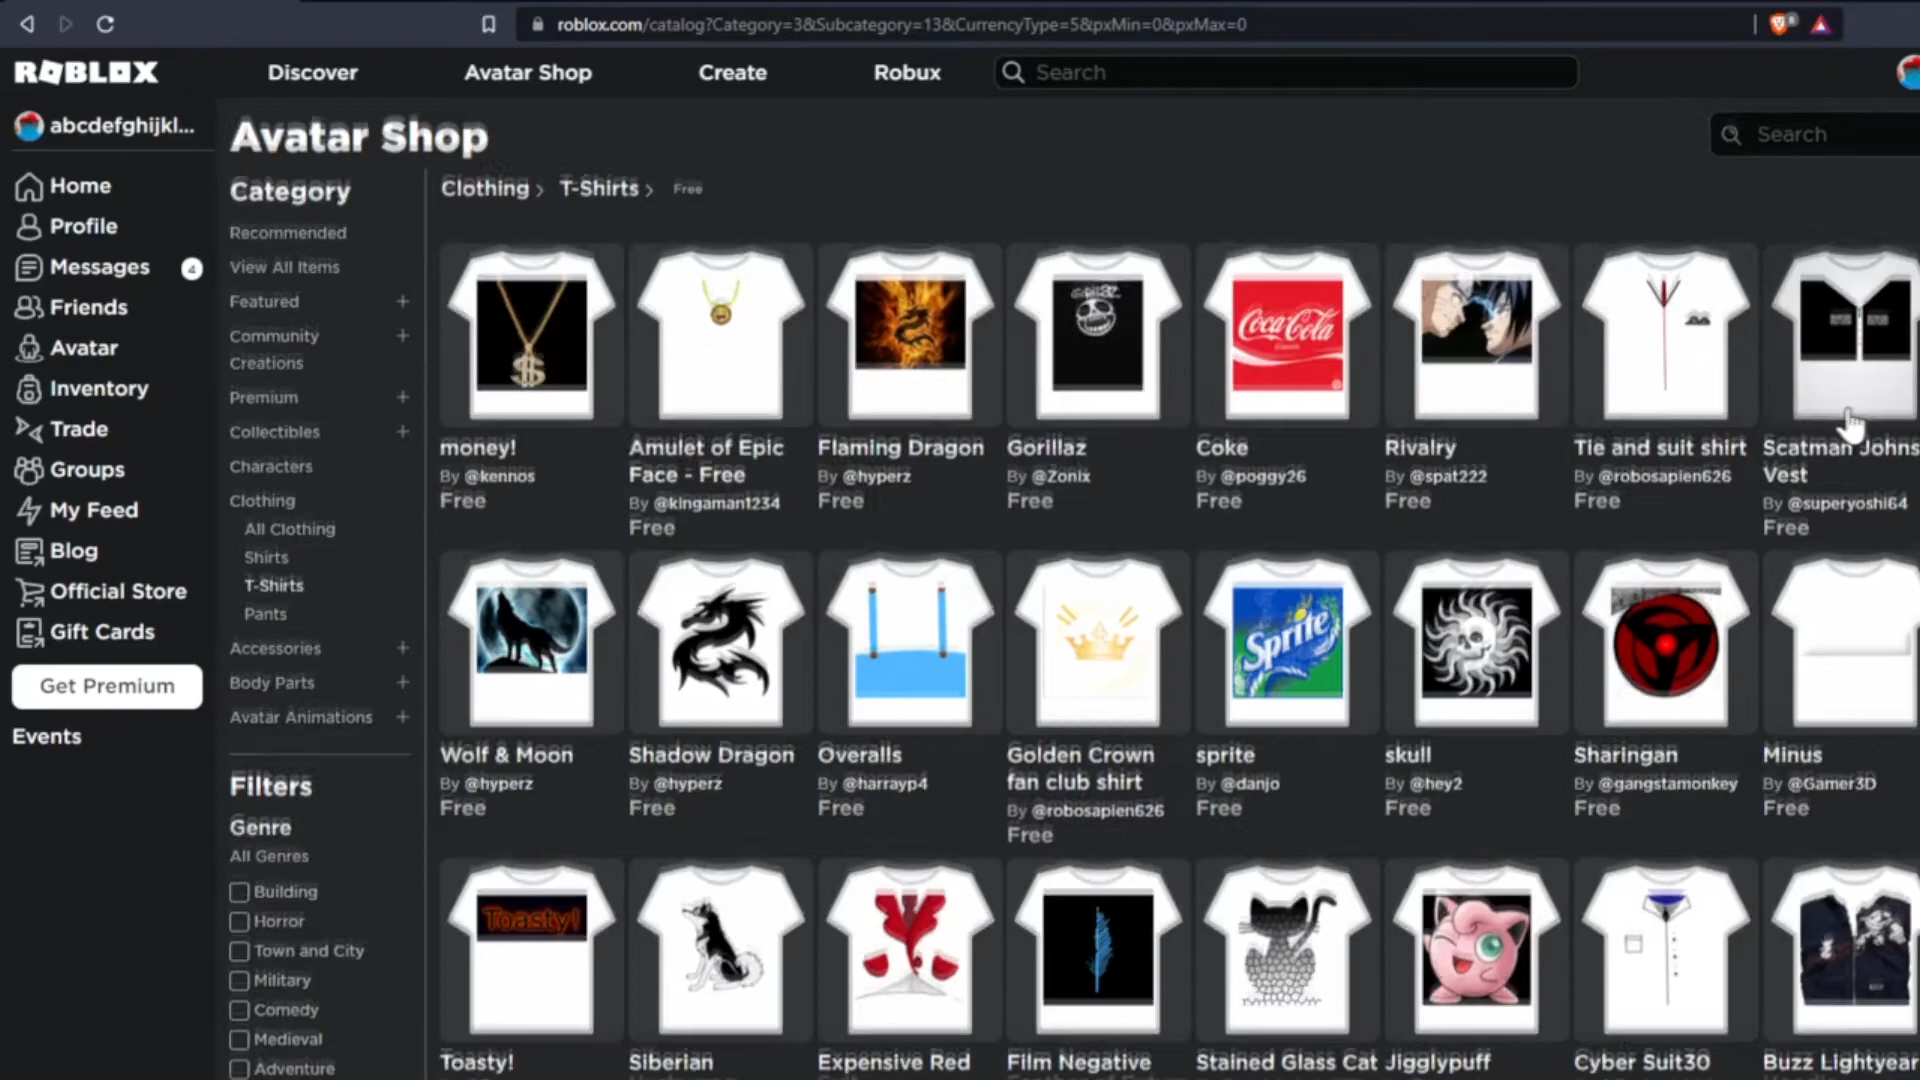 roblox.com/catalog?Category=3&Subcategory=13&CurrencyType=5&pxMin=0&pxMax=0
ROBLOX
Discover
Avatar Shop
Create
Robux
Search
abcdefghijkl...
Home
Profile
Messages
4
Friends
Avatar
Inventory
Trade
Groups
My Feed
Blog
Official Store
Gift Cards
Get Premium
Events
Avatar Shop
Search
Category
Recommended
View All Items
Featured +
Community +
Creations
Premium +
Collectibles +
Characters
Clothing
All Clothing
Shirts
T-Shirts
Pants
Accessories +
Body Parts +
Avatar Animations +
Filters
Genre
All Genres
Building
Horror
Town and City
Military
Comedy
Medieval
Adventure
Clothing > T-Shirts > Free
money!
By @kennos
Free
Amulet of Epic
Face - Free
By @kingaman1234
Free
Flaming Dragon
By @hyperz
Free
Gorillaz
Gorillaz
By @Zonix
Free
Coca-Cola
Coke
By @poggy26
Free
Rivalry
By @spat222
Free
Tie and suit shirt
By @robosapien626
Free
Scatman Johns
Vest
By @superyoshi64
Free
Wolf & Moon
By @hyperz
Free
Shadow Dragon
By @hyperz
Free
Overalls
By @harrayp4
Free
Golden Crown
fan club shirt
By @robosapien626
Free
Sprite
sprite
By @danjo
Free
skull
By @hey2
Free
Sharingan
By @gangstamonkey
Free
Minus
By @Gamer3D
Free
Toasty!
Toasty!
Siberian
Expensive Red
Film Negative
Stained Glass Cat
Jigglypuff
Cyber Suit30
Buzz Lightyear